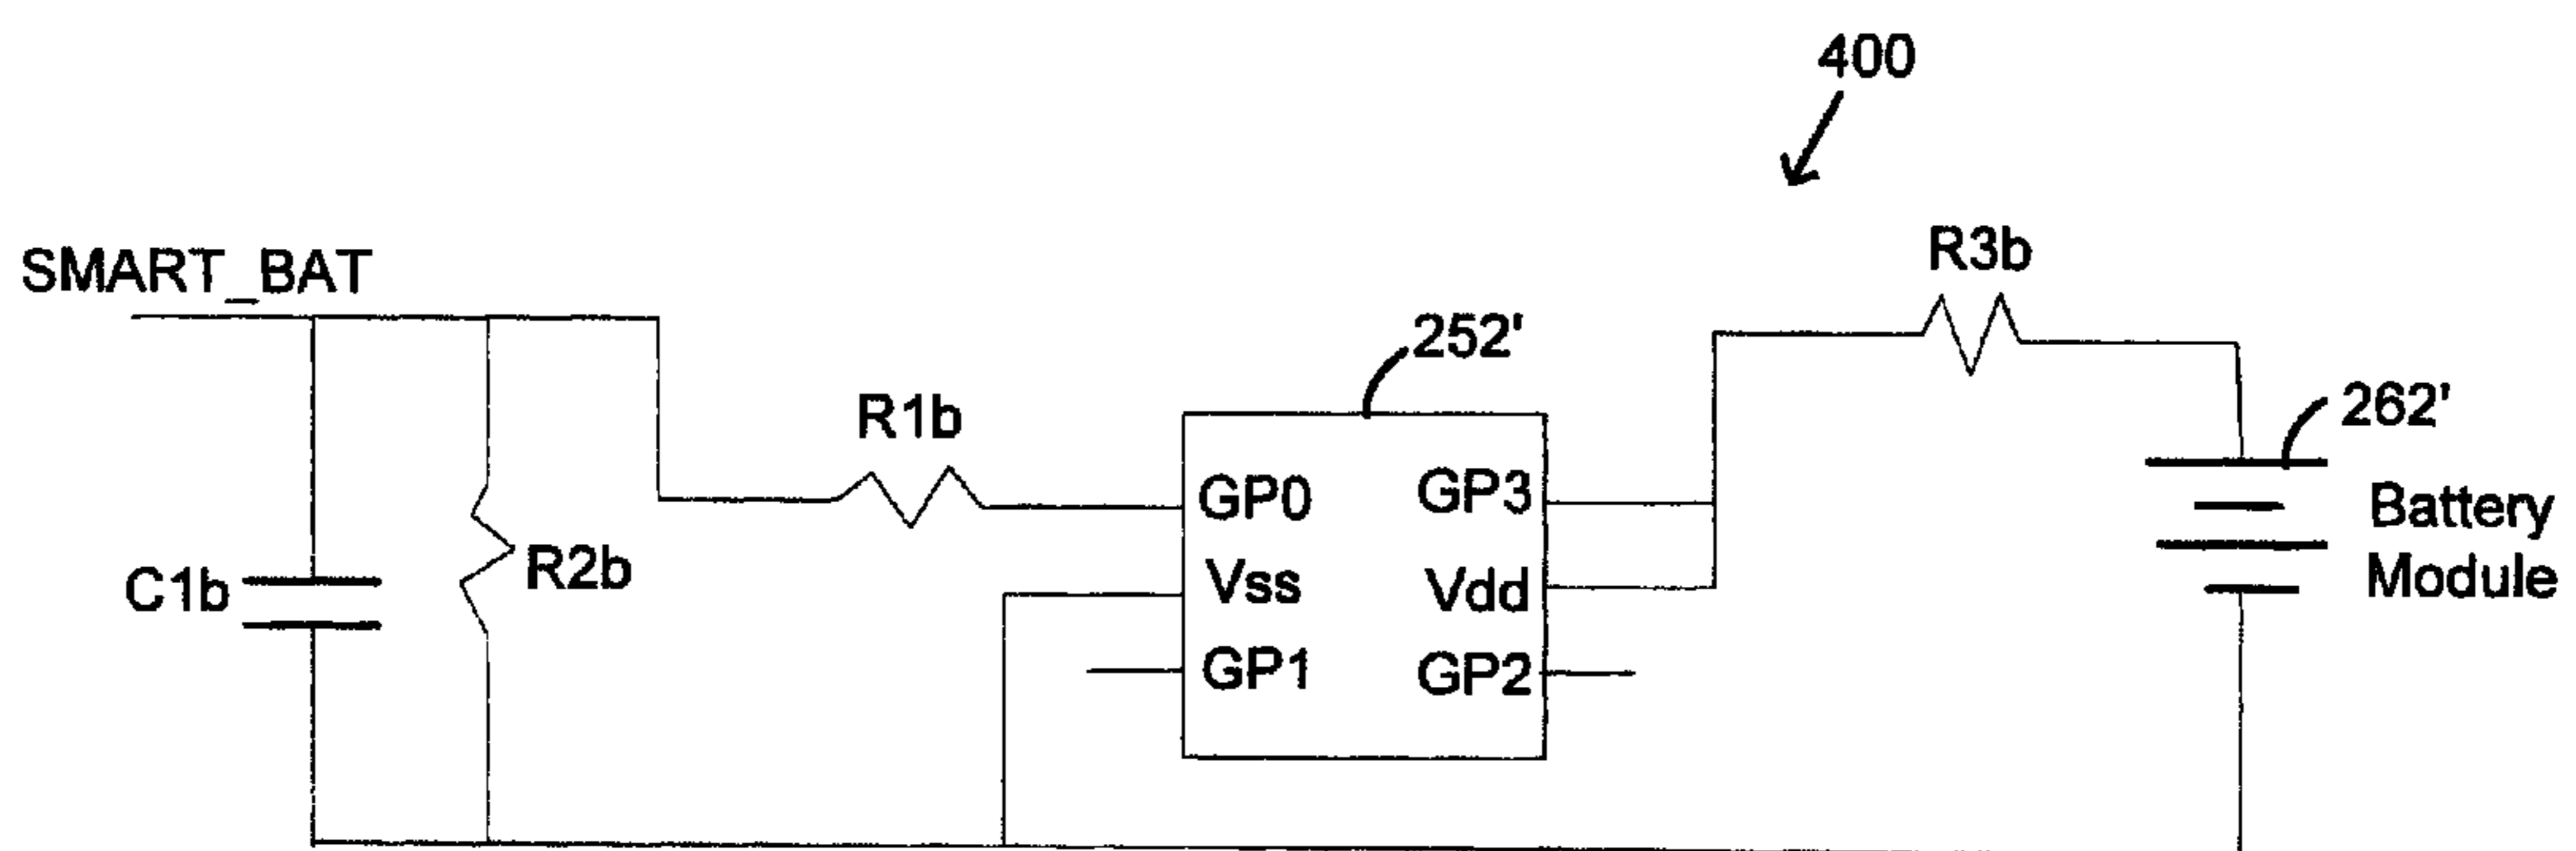 400
SMART_BAT
R3b
252'
262'
R1b
GP0
GP3
Battery
Module
C1b
R2b
Vss
Vdd
GP1
GP2